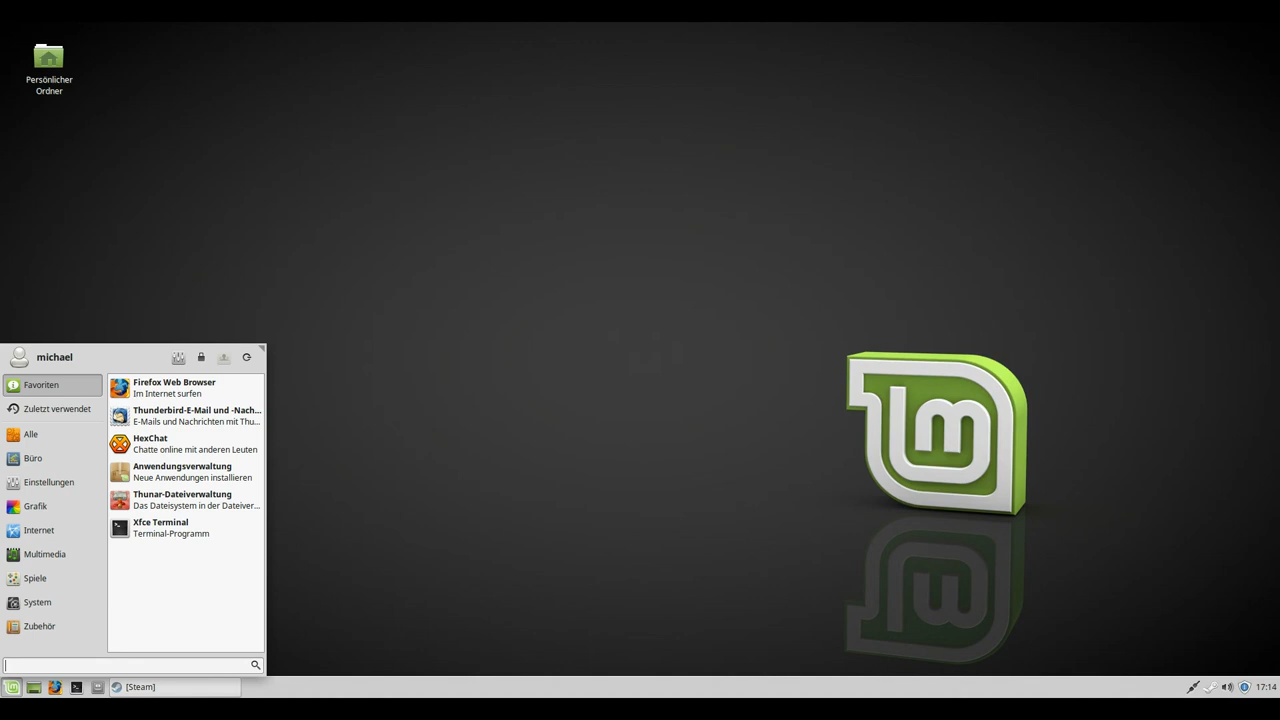 Persönlicher
Ordner
michael
Favoriten
Zuletzt verwendet
Alle
Büro
Einstellungen
Grafik
Internet
Multimedia
Spiele
System
Zubehör
Firefox Web Browser
Im Internet surfen
Thunderbird-E-Mail und -Nach...
E-Mails und Nachrichten mit Thu...
HexChat
Chatte online mit anderen Leuten
Anwendungsverwaltung
Neue Anwendungen installieren
Thunar-Dateiverwaltung
Das Dateisystem in der Dateiver...
Xfce Terminal
Terminal-Programm
[Steam]
17:14